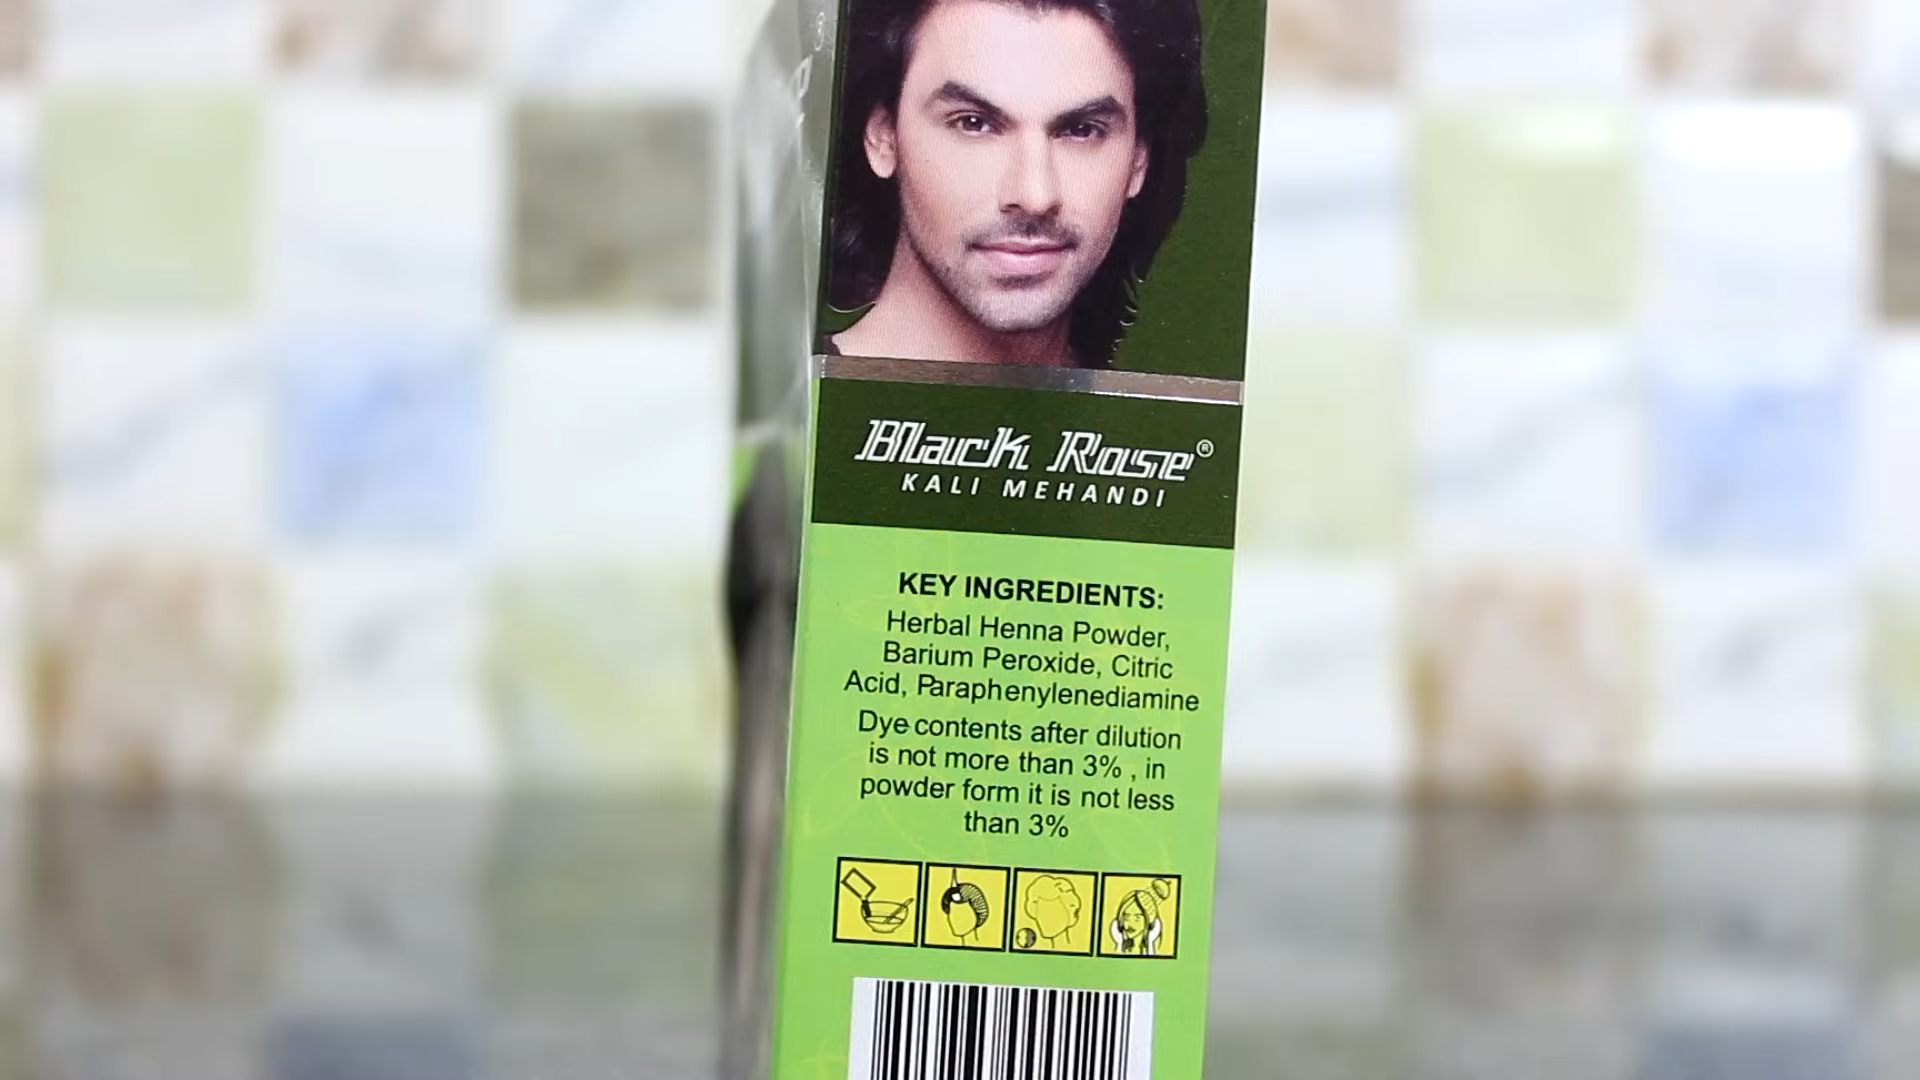 Black Rose®
KALI MEHANDI
KEY INGREDIENTS:
Herbal Henna Powder,
Barium Peroxide, Citric
Acid, Paraphenylenediamine
Dye contents after dilution
is not more than 3% , in
powder form it is not less
than 3%